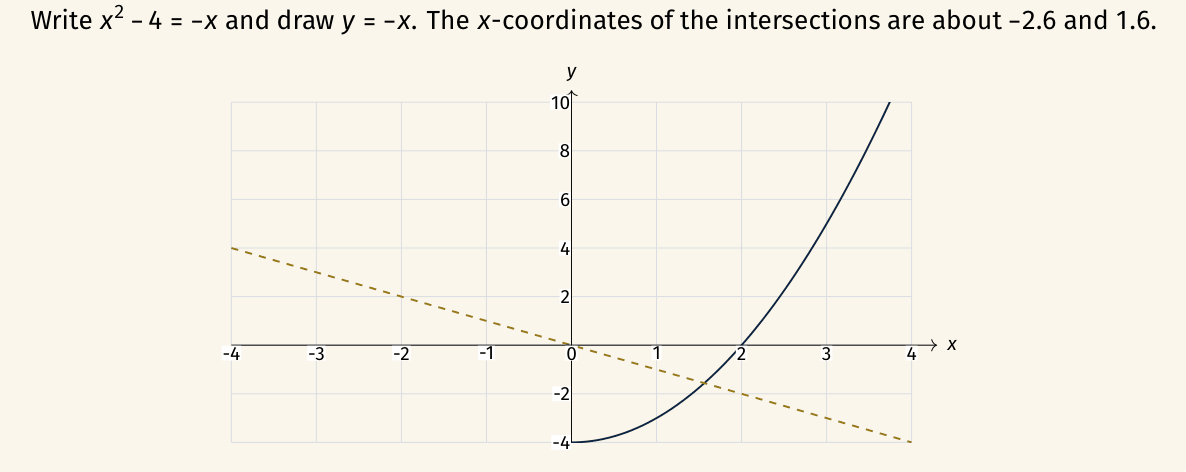 Write x² – 4 = –x and draw y = –x. The x-coordinates of the intersections are about –2.6 and 1.6.
y
10
8
6
4
2
-4 -3 -2 -1 0 1 2 3 4 x
-2
-4